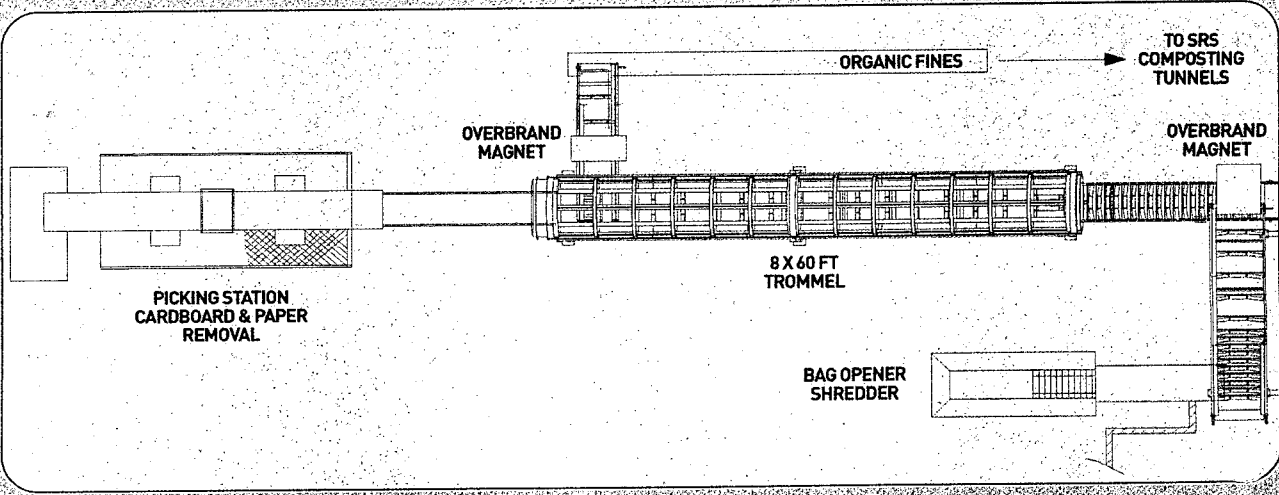 ORGANIC FINES
TO SRS
COMPOSTING
TUNNELS
OVERBRAND
MAGNET
OVERBRAND
MAGNET
8 X 60 FT
TROMMEL
PICKING STATION
CARDBOARD & PAPER
REMOVAL
BAG OPENER
SHREDDER